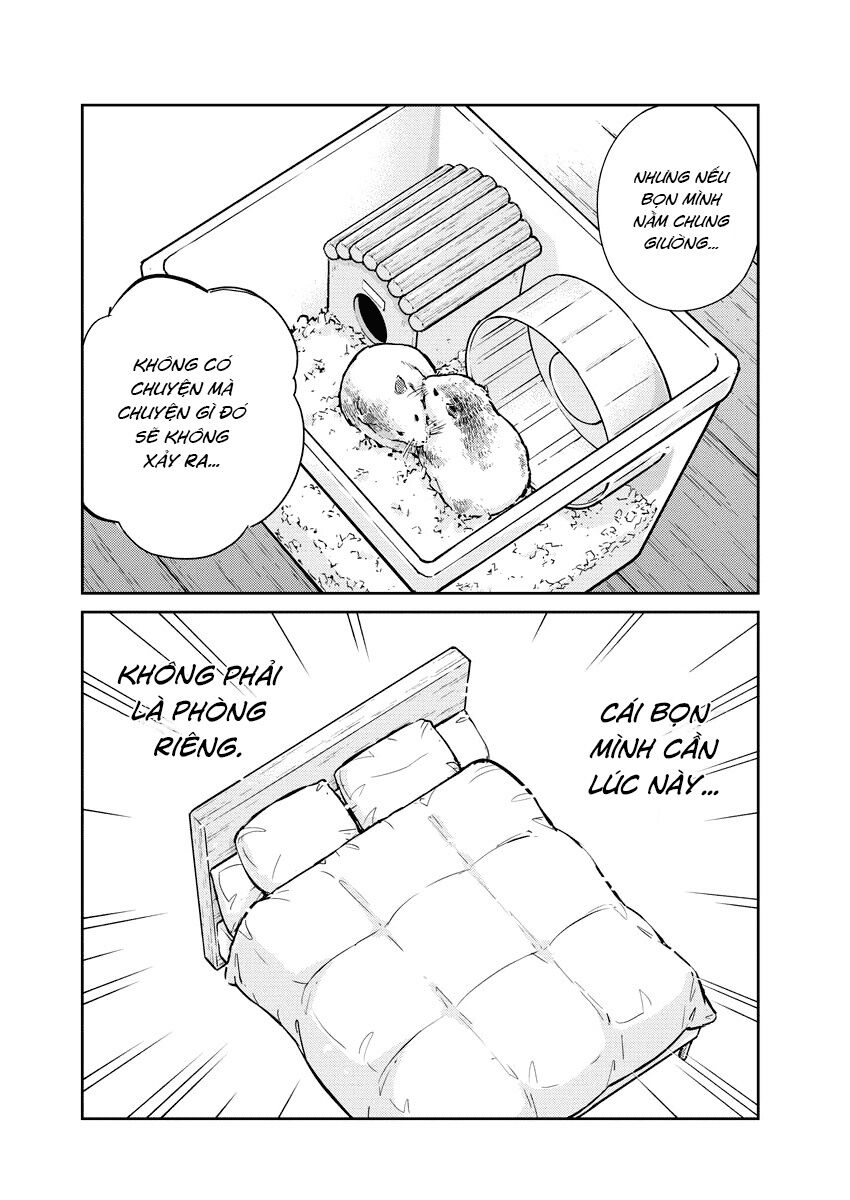 NHƯNG NẾU
BỌN MÌNH
NẰM CHUNG
GIƯỜNG...
KHÔNG CÓ
CHUYỆN MÀ
CHUYỆN GÌ ĐÓ
SẼ KHÔNG
XẢY RA...
CÁI BỌN
MÌNH CẦN
LÚC NÀY...
KHÔNG PHẢI
LÀ PHÒNG
RIÊNG.